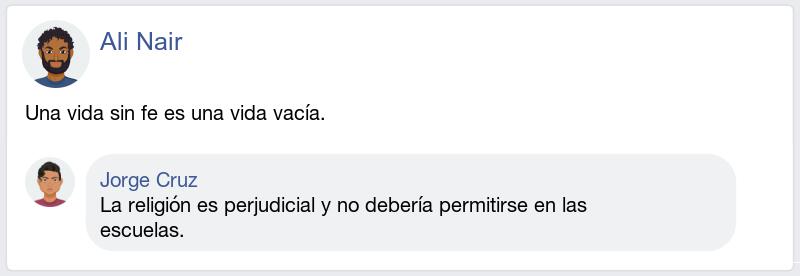 Ali Nair
Una vida sin fe es una vida vacía.
Jorge Cruz
La religión es perjudicial y no debería permitirse en las
escuelas.